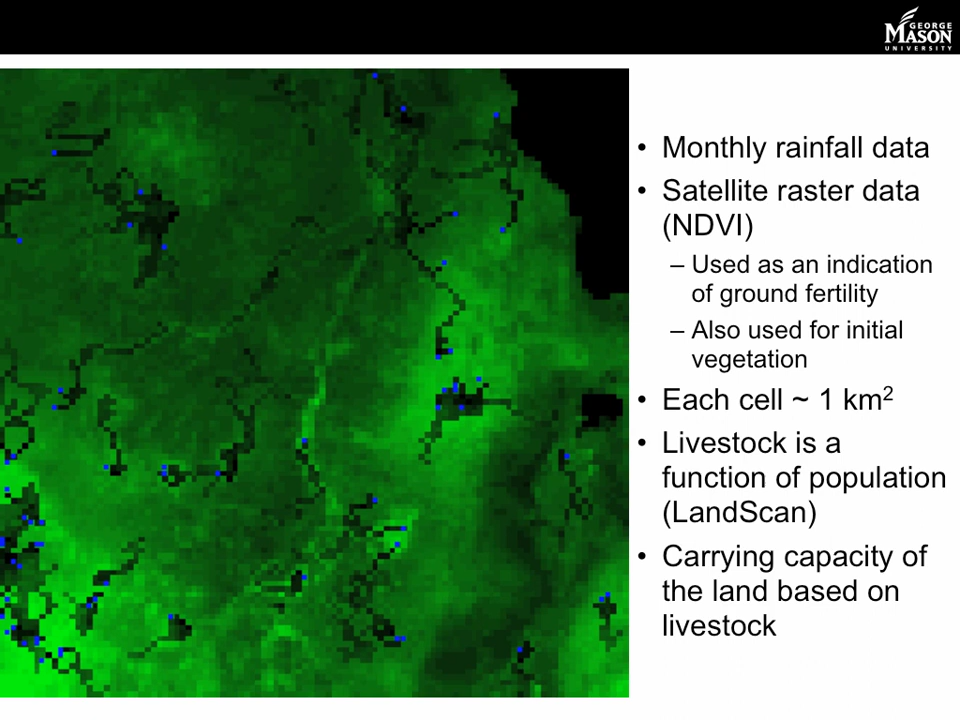 GEORGE
MASON
UNIVERSITY
• Monthly rainfall data
• Satellite raster data
(NDVI)
– Used as an indication
of ground fertility
– Also used for initial
vegetation
• Each cell ~ 1 km²
• Livestock is a
function of population
(LandScan)
• Carrying capacity of
the land based on
livestock